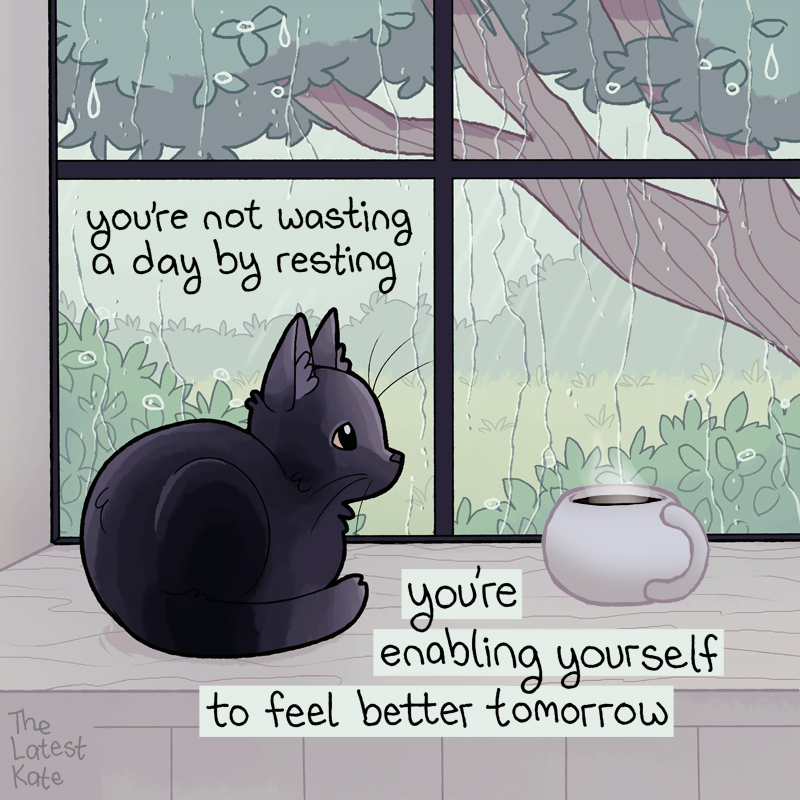 you're not wasting
a day by resting
you're
enabling yourself
to feel better tomorrow
The
Latest
Kate